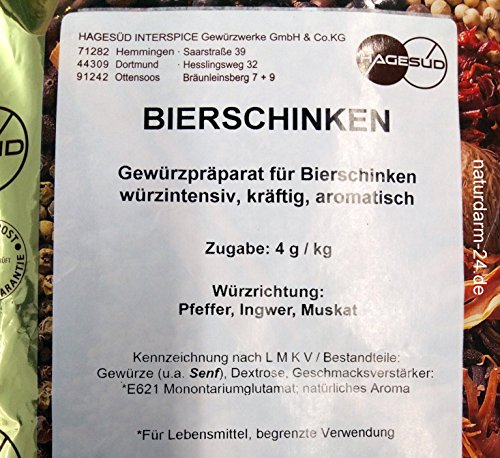 HAGESÜD INTERSPICE Gewürzwerke GmbH & Co.KG
71282 Hemmingen · Saarstraße 39
44309 Dortmund · Hesslingsweg 32
91242 Ottensoos Bräunleinsberg 7 + 9
HAGESÜD
BIERSCHINKEN
Gewürzpräparat für Bierschinken
würzintensiv, kräftig, aromatisch
Zugabe: 4 g / kg
Würzrichtung:
Pfeffer, Ingwer, Muskat
Kennzeichnung nach L M K V / Bestandteile:
Gewürze (u.a. Senf), Dextrose, Geschmacksverstärker:
*E621 Monontariumglutamat; natürliches Aroma
*Für Lebensmittel, begrenzte Verwendung
naturdarm-24.de
ÜD
ARANTIE